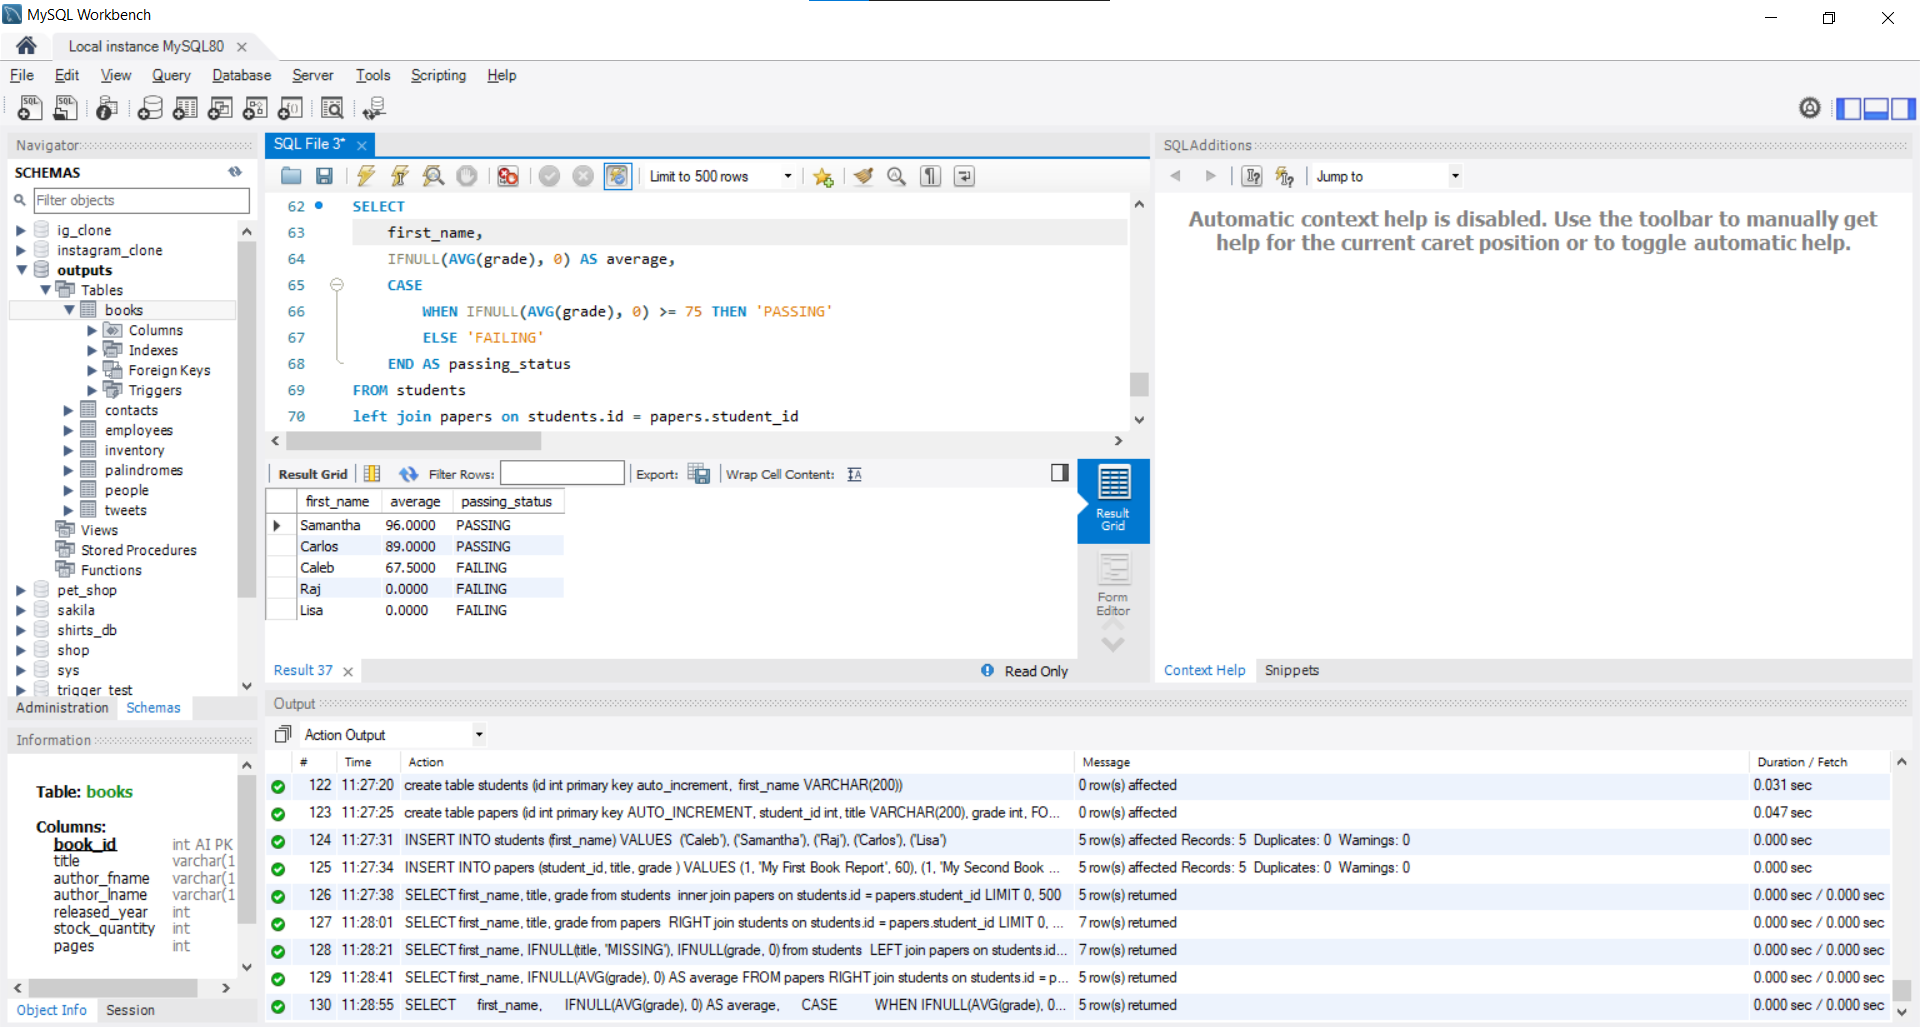 MySQL Workbench
Local instance MySQL80
File Edit View Query Database Server Tools Scripting Help
Navigator
SCHEMAS
Filter objects
ig_clone
instagram_clone
outputs
Tables
books
Columns
Indexes
Foreign Keys
Triggers
contacts
employees
inventory
palindromes
people
tweets
Views
Stored Procedures
Functions
pet_shop
sakila
shirts_db
shop
sys
trigger_test
Administration Schemas
Information
Table: books
Columns:
book_id int AI PK
title varchar(1
author_fname varchar(1
author_lname varchar(1
released_year int
stock_quantity int
pages int
Object Info Session
SQL File 3*
Limit to 500 rows
62 SELECT
63 first_name,
64 IFNULL(AVG(grade), 0) AS average,
65 CASE
66 WHEN IFNULL(AVG(grade), 0) >= 75 THEN 'PASSING'
67 ELSE 'FAILING'
68 END AS passing_status
69 FROM students
70 left join papers on students.id = papers.student_id
Result Grid Filter Rows: Export: Wrap Cell Content:
first_name average passing_status
Samantha 96.0000 PASSING
Carlos 89.0000 PASSING
Caleb 67.5000 FAILING
Raj 0.0000 FAILING
Lisa 0.0000 FAILING
Result
Grid
Form
Editor
Result 37
Read Only
SQLAdditions
Jump to
Automatic context help is disabled. Use the toolbar to manually get
help for the current caret position or to toggle automatic help.
Context Help Snippets
Output
Action Output
# Time Action Message Duration / Fetch
122 11:27:20 create table students (id int primary key auto_increment, first_name VARCHAR(200)) 0 row(s) affected 0.031 sec
123 11:27:25 create table papers (id int primary key AUTO_INCREMENT, student_id int, title VARCHAR(200), grade int, FO... 0 row(s) affected 0.047 sec
124 11:27:31 INSERT INTO students (first_name) VALUES ('Caleb'), ('Samantha'), ('Raj'), ('Carlos'), ('Lisa') 5 row(s) affected Records: 5 Duplicates: 0 Warnings: 0 0.000 sec
125 11:27:34 INSERT INTO papers (student_id, title, grade ) VALUES (1, 'My First Book Report', 60), (1, 'My Second Book ... 5 row(s) affected Records: 5 Duplicates: 0 Warnings: 0 0.000 sec
126 11:27:38 SELECT first_name, title, grade from students inner join papers on students.id = papers.student_id LIMIT 0, 500 5 row(s) returned 0.000 sec / 0.000 sec
127 11:28:01 SELECT first_name, title, grade from papers RIGHT join students on students.id = papers.student_id LIMIT 0, ... 7 row(s) returned 0.000 sec / 0.000 sec
128 11:28:21 SELECT first_name, IFNULL(title, 'MISSING'), IFNULL(grade, 0) from students LEFT join papers on students.id... 7 row(s) returned 0.000 sec / 0.000 sec
129 11:28:41 SELECT first_name, IFNULL(AVG(grade), 0) AS average FROM papers RIGHT join students on students.id = p... 5 row(s) returned 0.000 sec / 0.000 sec
130 11:28:55 SELECT first_name, IFNULL(AVG(grade), 0) AS average, CASE WHEN IFNULL(AVG(grade), 0... 5 row(s) returned 0.000 sec / 0.000 sec